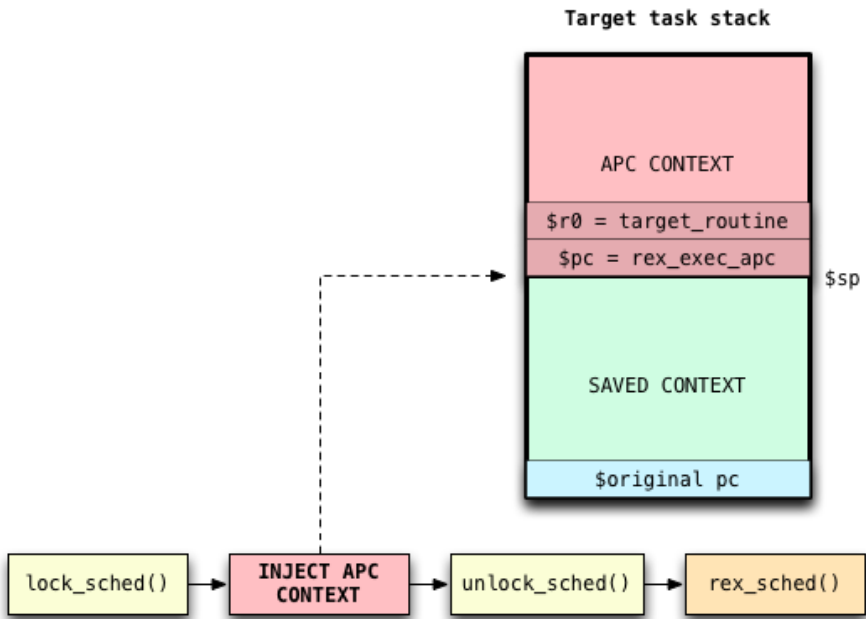 Target task stack
APC CONTEXT
$r0 = target_routine
$pc = rex_exec_apc
$sp
SAVED CONTEXT
$original pc
lock_sched()
INJECT APC
CONTEXT
unlock_sched()
rex_sched()